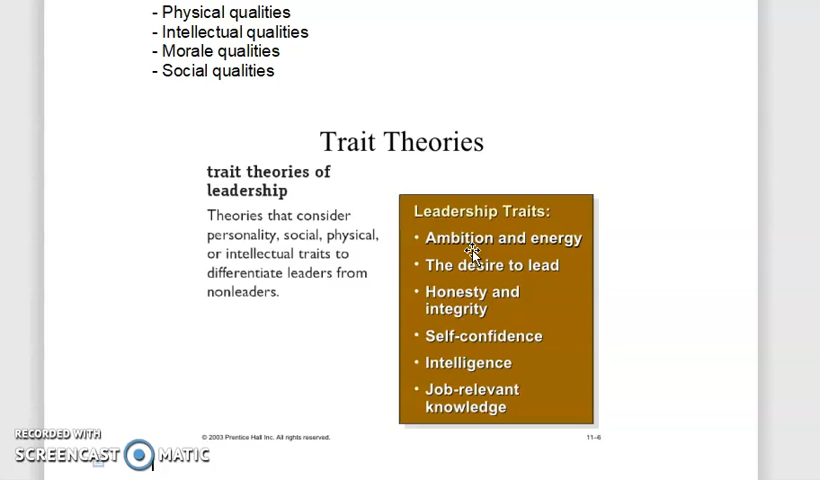 - Physical qualities
- Intellectual qualities
- Morale qualities
- Social qualities
Trait Theories
trait theories of
leadership
Theories that consider
personality, social, physical,
or intellectual traits to
differentiate leaders from
nonleaders.
Leadership Traits:
• Ambition and energy
• The desire to lead
• Honesty and
integrity
• Self-confidence
• Intelligence
• Job-relevant
knowledge
© 2003 Prentice Hall Inc. All rights reserved.
11–6
RECORDED WITH
SCREENCAST MATIC